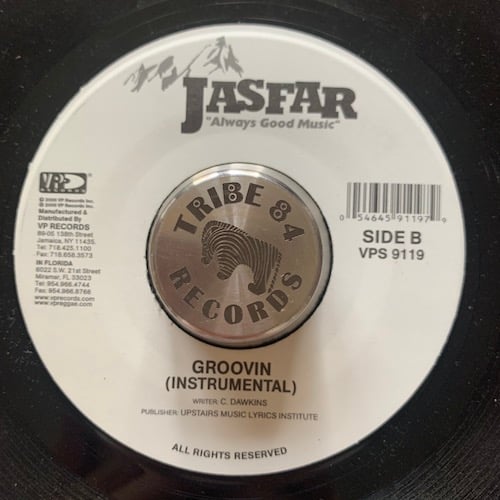 JASFAR
"Always Good Music"
VP
RECORDS
℗ 2006 VP Records Inc.
© 2006 VP Records Inc.
Manufactured &
Distributed By
VP RECORDS
89-05 138th Street
Jamaica, NY 11435.
Tel: 718.425.1100
Fax: 718.658.3573
IN FLORIDA
6022 S.W. 21st Street
Miramar, FL 33023
Tel: 954.966.4744
Fax: 954.966.8766
www.vprecords.com
www.vpreggae.com
0 54645 91197 9
SIDE B
VPS 9119
TRIBE 84
RECORDS
GROOVIN
(INSTRUMENTAL)
WRITER: C. DAWKINS
PUBLISHER: UPSTAIRS MUSIC LYRICS INSTITUTE
ALL RIGHTS RESERVED